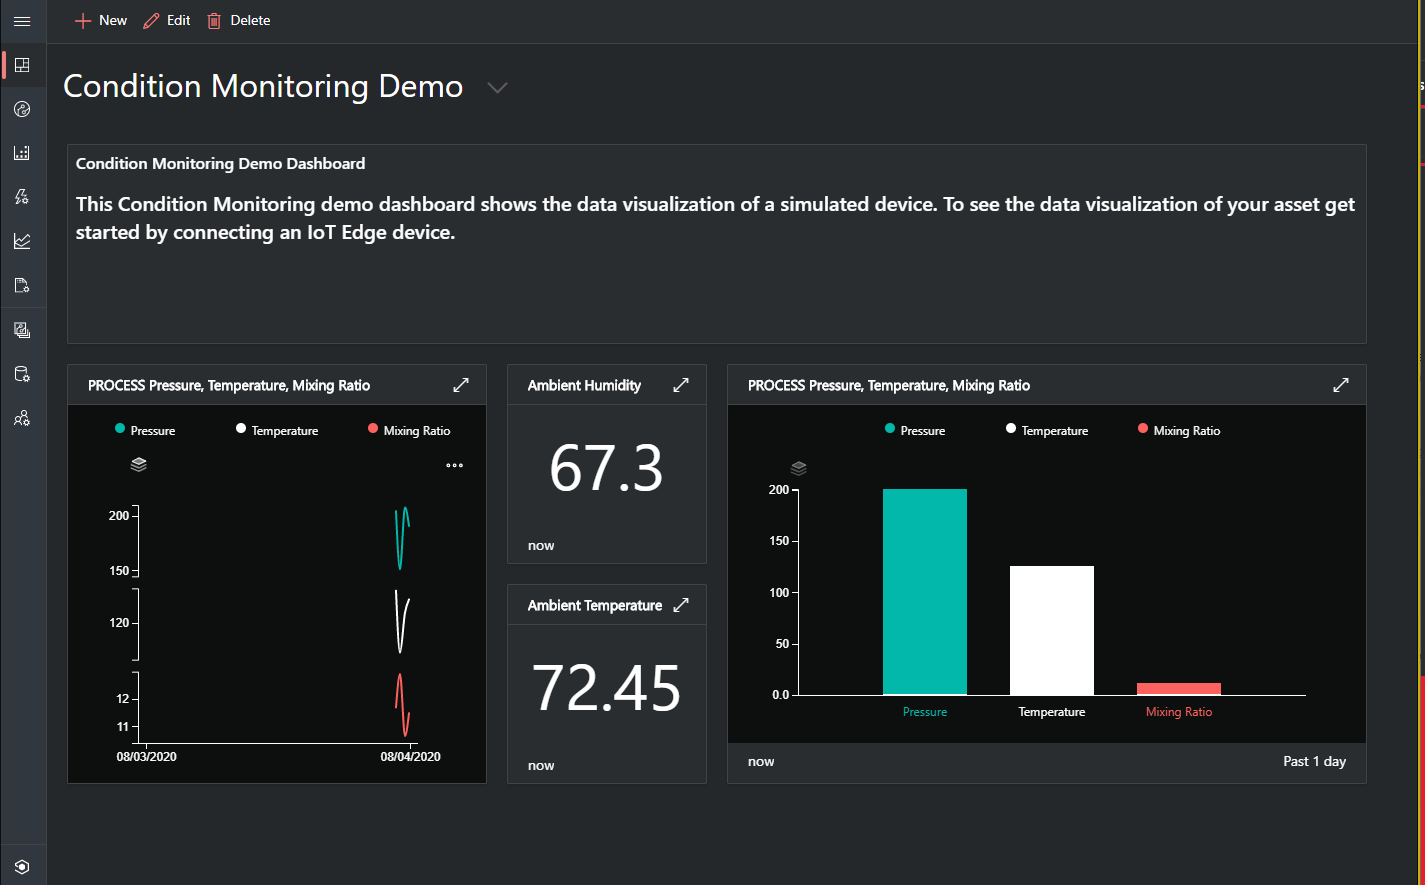 New Edit Delete
Condition Monitoring Demo
Condition Monitoring Demo Dashboard
This Condition Monitoring demo dashboard shows the data visualization of a simulated device. To see the data visualization of your asset get
started by connecting an IoT Edge device.
PROCESS Pressure, Temperature, Mixing Ratio
Pressure Temperature Mixing Ratio
200
150
120
12
11
08/03/2020 08/04/2020
Ambient Humidity
67.3
now
Ambient Temperature
72.45
now
PROCESS Pressure, Temperature, Mixing Ratio
Pressure Temperature Mixing Ratio
200
150
100
50
0.0
Pressure Temperature Mixing Ratio
now Past 1 day